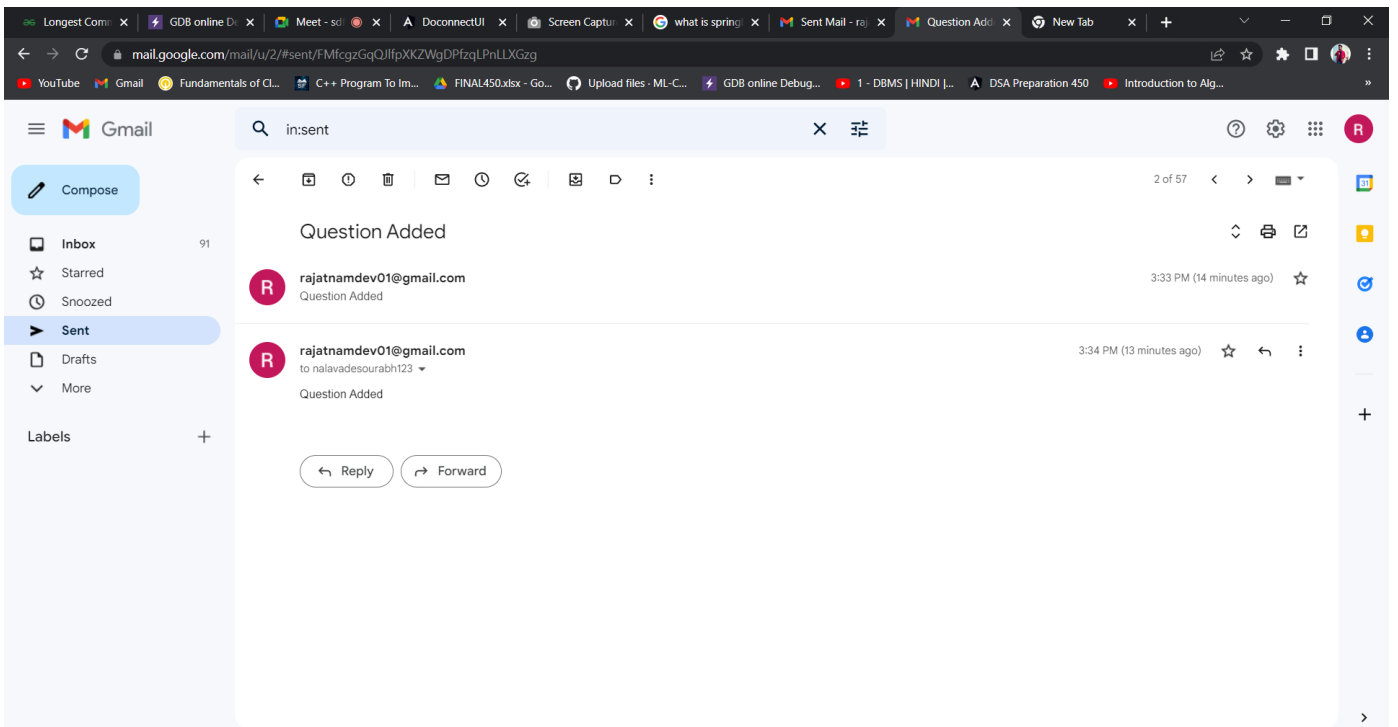 Longest Comm
GDB online De
Meet - sdl
DoconnectUI
Screen Captur
what is spring
Sent Mail - raj
Question Add
New Tab
mail.google.com/mail/u/2/#sent/FMfcgzGqQJlfpXKZWgDPfzqLPnLLXGzg
YouTube
Gmail
Fundamentals of Cl...
C++ Program To Im...
FINAL450.xlsx - Go...
Upload files · ML-C...
GDB online Debug...
1 - DBMS | HINDI |...
DSA Preparation 450
Introduction to Alg...
»
Gmail
in:sent
R
Compose
2 of 57
31
Question Added
Inbox 91
Starred
Snoozed
Sent
Drafts
More
Labels
R
rajatnamdev01@gmail.com
3:33 PM (14 minutes ago)
Question Added
R
rajatnamdev01@gmail.com
3:34 PM (13 minutes ago)
to nalavadesourabh123
Question Added
Reply
Forward